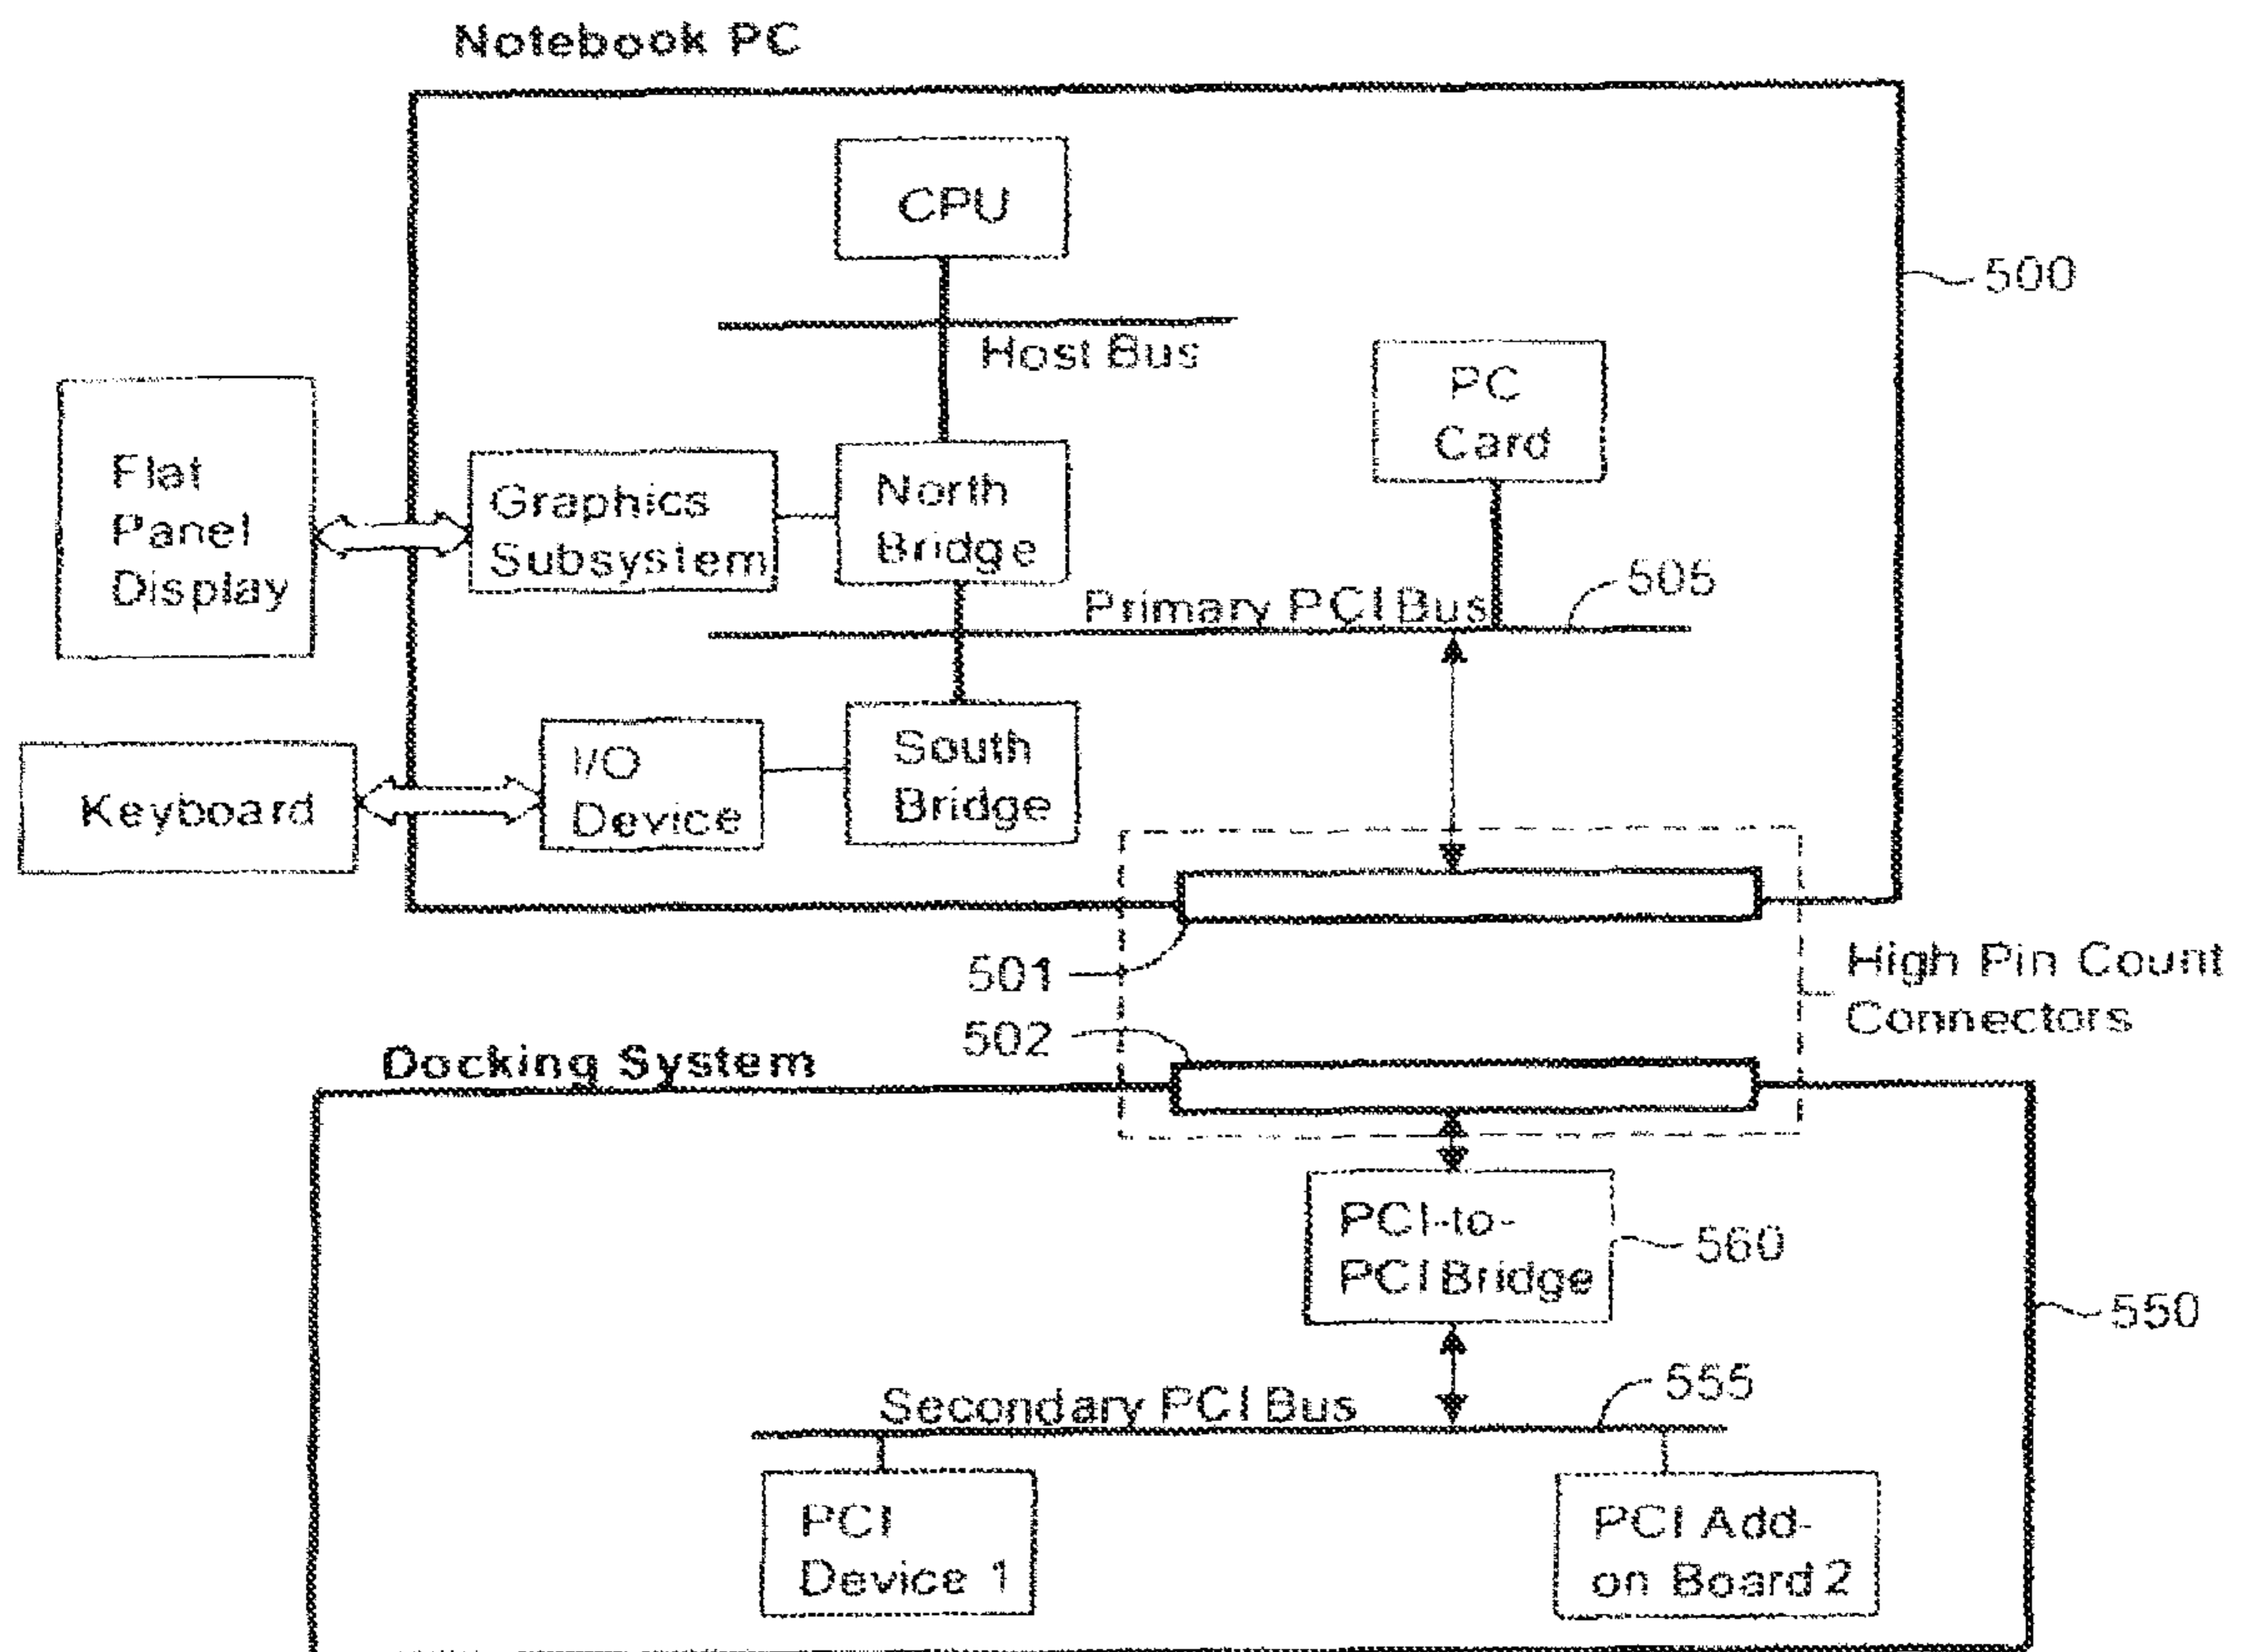 Notebook PC
CPU
500
Host Bus
PC
Card
Flat
Panel
Display
Graphics
Subsystem
North
Bridge
505
Primary PCI Bus
Keyboard
I/O
Device
South
Bridge
501
High Pin Count
Connectors
502
Docking System
PCI-to-
PCI Bridge
560
550
Secondary PCI Bus
555
PCI
Device 1
PCI Add-
on Board 2